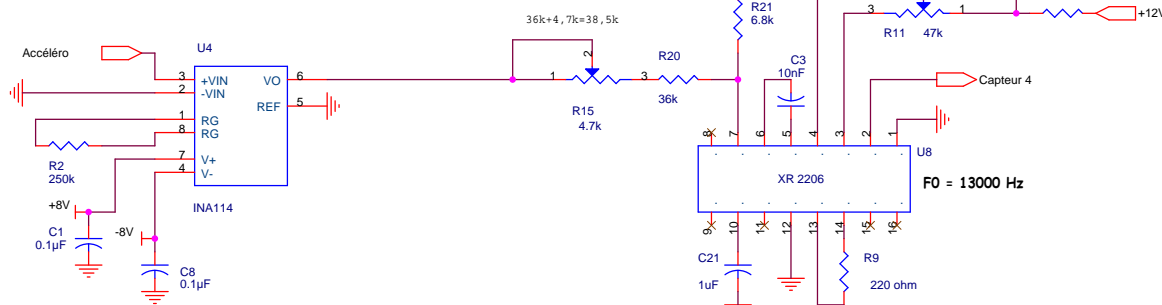 36k+4,7k=38,5k
R21
6.8k
3
1
R11
47k
+12V
Accéléro
U4
3
+VIN
VO
6
2
-VIN
REF
5
1
RG
8
RG
7
V+
4
V-
INA114
R2
250k
+8V
C1
0.1µF
-8V
C8
0.1µF
1
2
3
R15
4.7k
R20
36k
C3
10nF
Capteur 4
8
7
6
5
4
3
2
1
U8
XR 2206
F0 = 13000 Hz
9
10
11
12
13
14
15
16
C21
1uF
R9
220 ohm